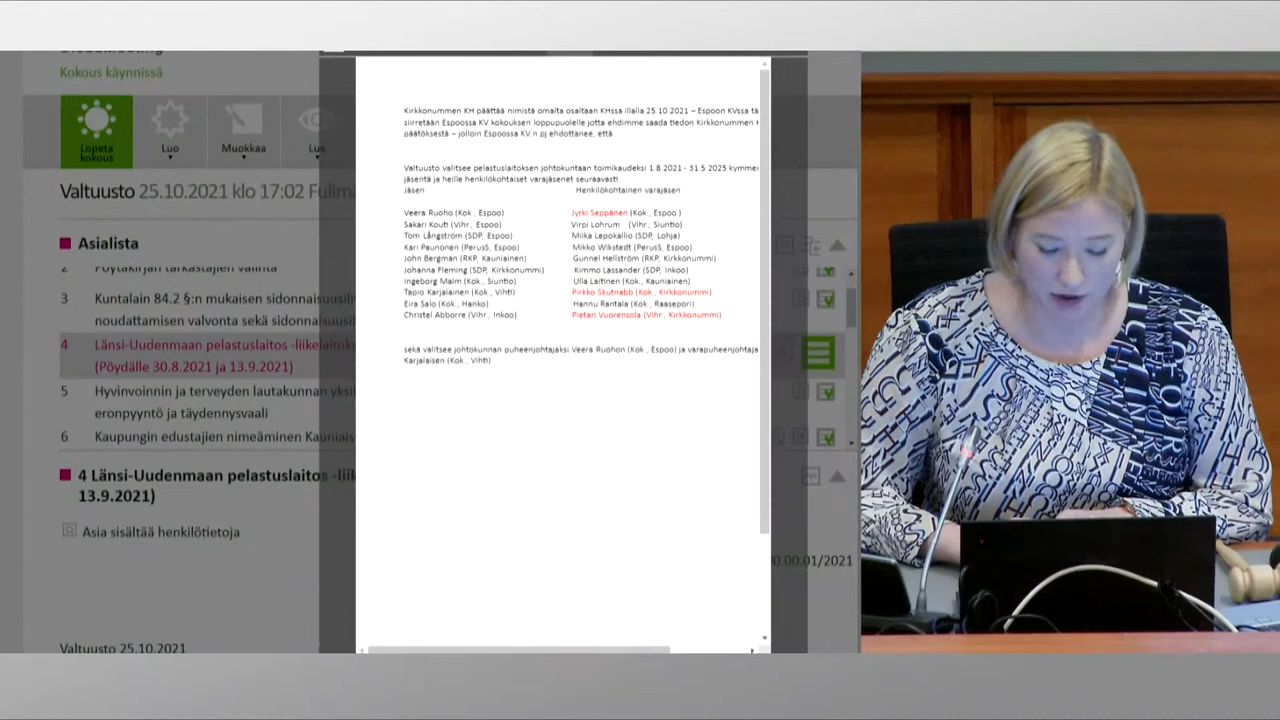 Kokous käynnissä
Lopeta
kokous
Luo
Muokkaa
Valtuusto 25.10.2021 klo 17:02
Asialista
2 Pöytäkirjan tarkastajien valinta
3 Kuntalain 84.2 §:n mukaisen
noudattamisen valvonta sekä
4 Länsi-Uudenmaan pelastuslaitos
(Pöydälle 30.8.2021 ja 13.9.2021)
5 Hyvinvoinnin ja terveyden lautakunnan
eronpyyntö ja täydennysvaali
6 Kaupungin edustajien nimeäminen
4 Länsi-Uudenmaan pelastuslaitos
13.9.2021)
Asia sisältää henkilötietoja
Valtuusto 25.10.2021
Kirkkonummen KH päättää nimistä omalta osaltaan KHssa illalla 25.10.2021 – Espoon KVssa
siirretään Espoossa KV kokouksen loppupuolelle jotta ehdimme saada tiedon Kirkkonummen
päätöksestä – jolloin Espoossa KV:n pj ehdottanee, että
Valtuusto valitsee pelastuslaitoksen johtokuntaan toimikaudeksi 1.8.2021 - 31.5.2025
jäsentä ja heille henkilökohtaiset varajäsenet seuraavasti.
Jäsen Henkilökohtainen varajäsen
Veera Ruoho (Kok., Espoo) Jyrki Seppänen (Kok., Espoo )
Sakari Kouti (Vihr., Espoo) Virpi Lohrum (Vihr., Siuntio)
Tom Långström (SDP, Espoo) Miika Lepokallio (SDP, Lohja)
Kari Paunonen (PerusS, Espoo) Mikko Wikstedt (PerusS, Espoo)
John Bergman (RKP, Kauniainen) Gunnel Hellström (RKP, Kirkkonummi)
Johanna Fleming (SDP, Kirkkonummi) Kimmo Lassander (SDP, Inkoo)
Ingeborg Malm (Kok., Siuntio) Ulla Laitinen (Kok., Kauniainen)
Tapio Karjalainen (Kok., Vihti) Pirkko Skutnabb (Kok., Kirkkonummi)
Eira Salo (Kok., Hanko) Hannu Rantala (Kok., Raasepori)
Christel Abborre (Vihr., Inkoo) Pietari Vuorensola (Vihr., Kirkkonummi)
sekä valitsee johtokunnan puheenjohtajaksi Veera Ruohon (Kok., Espoo) ja
Karjalaisen (Kok., Vihti)
00.01/2021